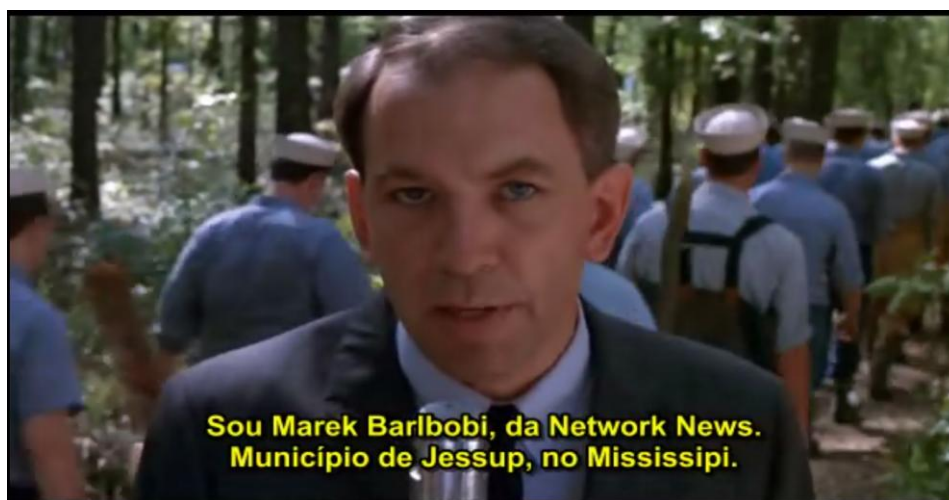 Sou Marek Barlbobi, da Network News.
Município de Jessup, no Mississipi.